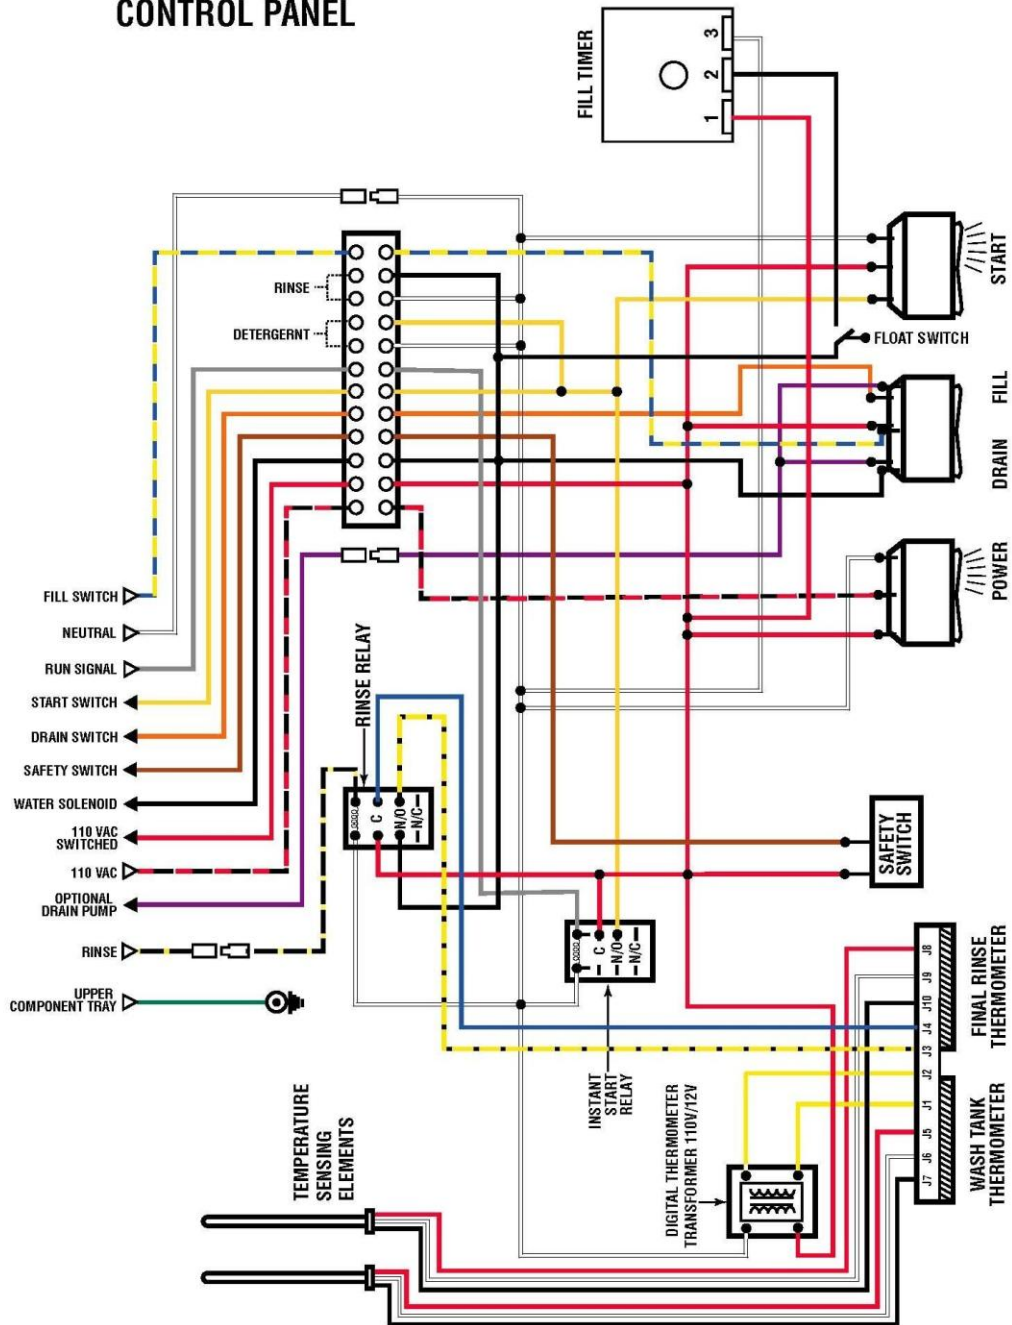 CONTROL PANEL
FILL TIMER
3
2
1
START
RINSE
DETERGERNT
FLOAT SWITCH
FILL
DRAIN
POWER
FILL SWITCH
NEUTRAL
RUN SIGNAL
START SWITCH
DRAIN SWITCH
SAFETY SWITCH
WATER SOLENOID
110 VAC
SWITCHED
110 VAC
OPTIONAL
DRAIN PUMP
RINSE
UPPER
COMPONENT TRAY
RINSE RELAY
C
N/O
N/C
SAFETY
SWITCH
C
N/O
N/C
INSTANT
START
RELAY
J8
J9
J10
J4
J3
J2
J1
J5
J6
J7
FINAL RINSE
THERMOMETER
WASH TANK
THERMOMETER
DIGITAL THERMOMETER
TRANSFORMER 110V/12V
TEMPERATURE
SENSING
ELEMENTS